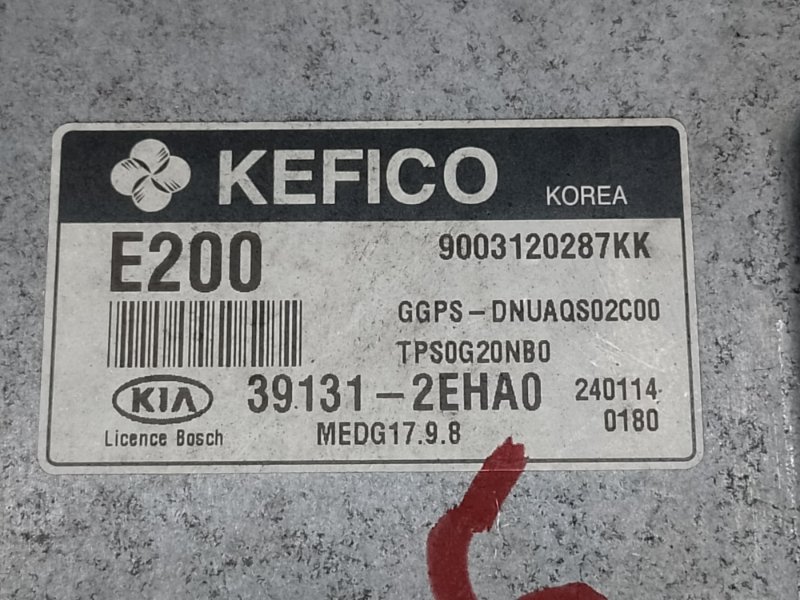 KEFICO KOREA
E200 9003120287KK
GGPS-DNUAQS02C00
TPS0G20NB0
KIA 39131-2EHA0 240114
Licence Bosch MEDG17.9.8 0180